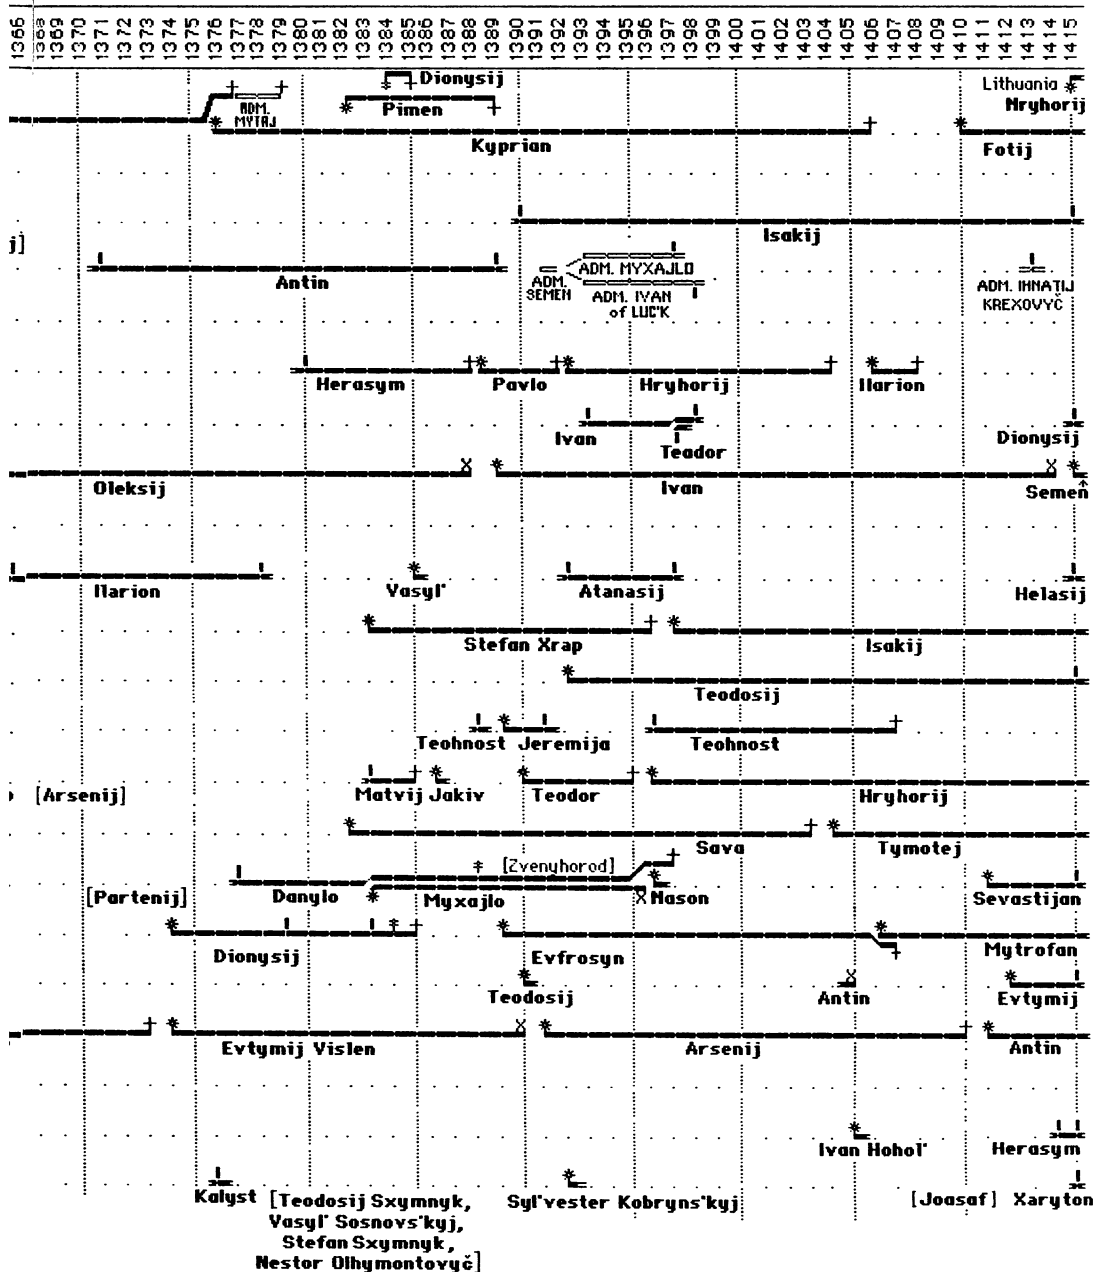 1366
1368
1369
1370
1371
1372
1373
1374
1375
1376
1377
1378
1379
1380
1381
1382
1383
1384
1385
1386
1387
1388
1389
1390
1391
1392
1393
1394
1395
1396
1397
1398
1399
1400
1401
1402
1403
1404
1405
1406
1407
1408
1409
1410
1411
1412
1413
1414
1415
Dionysij
Lithuania
Hryhorij
ADM.
MYTAJ
Pimen
Kyprian
Fotij
Isakij
j]
Antin
ADM.
SEMEN
ADM. MYXAJLO
ADM. IVAN
of LUC'K
ADM. IHNATIJ
KREXOVYČ
Herasym
Pavlo
Hryhorij
Ilarion
Ivan
Teador
Dionysij
Oleksij
Ivan
Semen
Ilarion
Vasyl'
Atanasij
Helasij
Stefan Xrap
Isakij
Teodosij
Teohnost Jeremija
Teohnost
[Arsenij]
Matvij Jakiv
Teodor
Hryhorij
Sava
Tymotej
[Zvenyhorod]
[Partenij]
Danylo
Myxajlo
Nason
Sevastijan
Dionysij
Evfrosyn
Mytrofan
Teodosij
Antin
Evtymij
Evtymij Vislen
Arsenij
Antin
Ivan Hohol'
Herasym
Kalyst
[Teodosij Sxymnyk,
Vasyl' Sosnovs'kyj,
Stefan Sxymnyk,
Nestor Olhymontovyč]
Syl'vester Kobryns'kyj
[Joasaf] Xaryton